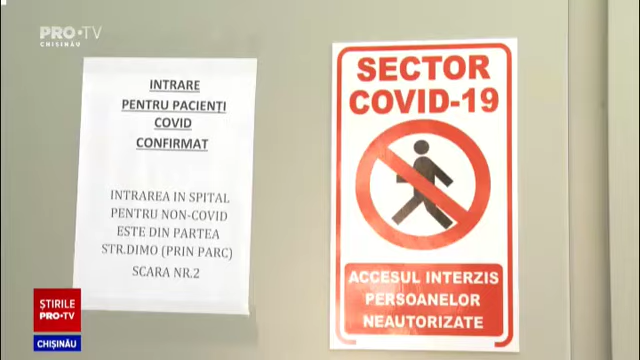 PRO•TV
CHIȘINĂU
INTRARE
PENTRU PACIENȚI
COVID
CONFIRMAT
INTRAREA IN SPITAL
PENTRU NON-COVID
ESTE DIN PARTEA
STR.DIMO (PRIN PARC)
SCARA NR.2
SECTOR
COVID-19
ACCESUL INTERZIS
PERSOANELOR
NEAUTORIZATE
ȘTIRILE
PRO•TV
CHIȘINĂU